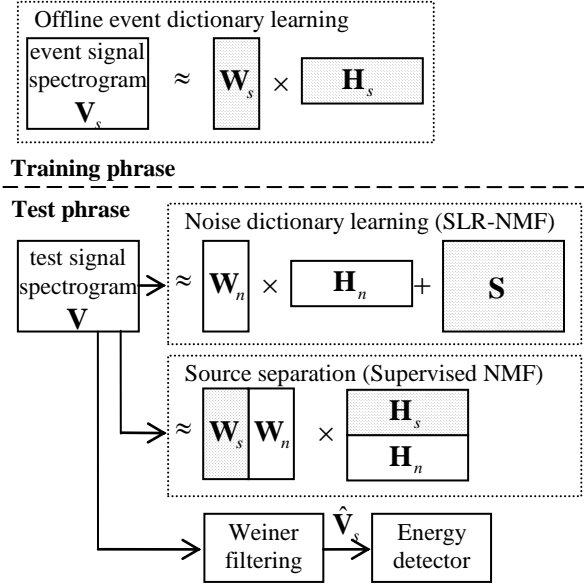 Offline event dictionary learning
event signal
spectrogram
V_s
≈ W_s × H_s
Training phrase
Test phrase
Noise dictionary learning (SLR-NMF)
test signal
spectrogram
V
≈ W_n × H_n + S
Source separation (Supervised NMF)
≈ W_s W_n × H_s
H_n
Weiner
filtering
V̂_s
Energy
detector